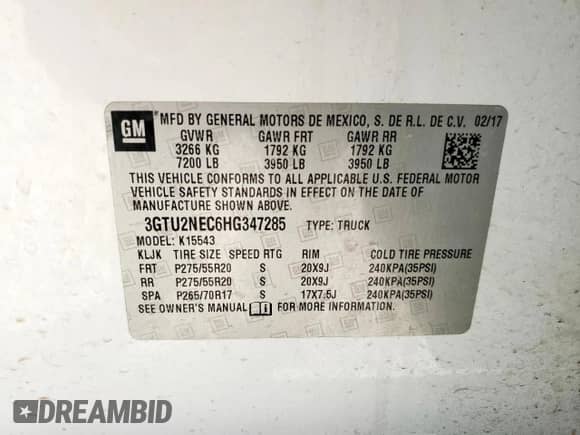 GM
MFD BY GENERAL MOTORS DE MEXICO, S. DE R.L. DE C.V. 02/17
GVWR GAWR FRT GAWR RR
3266 KG 1792 KG 1792 KG
7200 LB 3950 LB 3950 LB
THIS VEHICLE CONFORMS TO ALL APPLICABLE U.S. FEDERAL MOTOR
VEHICLE SAFETY STANDARDS IN EFFECT ON THE DATE OF
MANUFACTURE SHOWN ABOVE.
3GTU2NEC6HG347285 TYPE: TRUCK
MODEL: K15543
KLJK TIRE SIZE SPEED RTG RIM COLD TIRE PRESSURE
FRT P275/55R20 S 20X9J 240KPA(35PSI)
RR P275/55R20 S 20X9J 240KPA(35PSI)
SPA P265/70R17 S 17X7.5J 240KPA(35PSI)
SEE OWNER'S MANUAL FOR MORE INFORMATION
DREAMBID